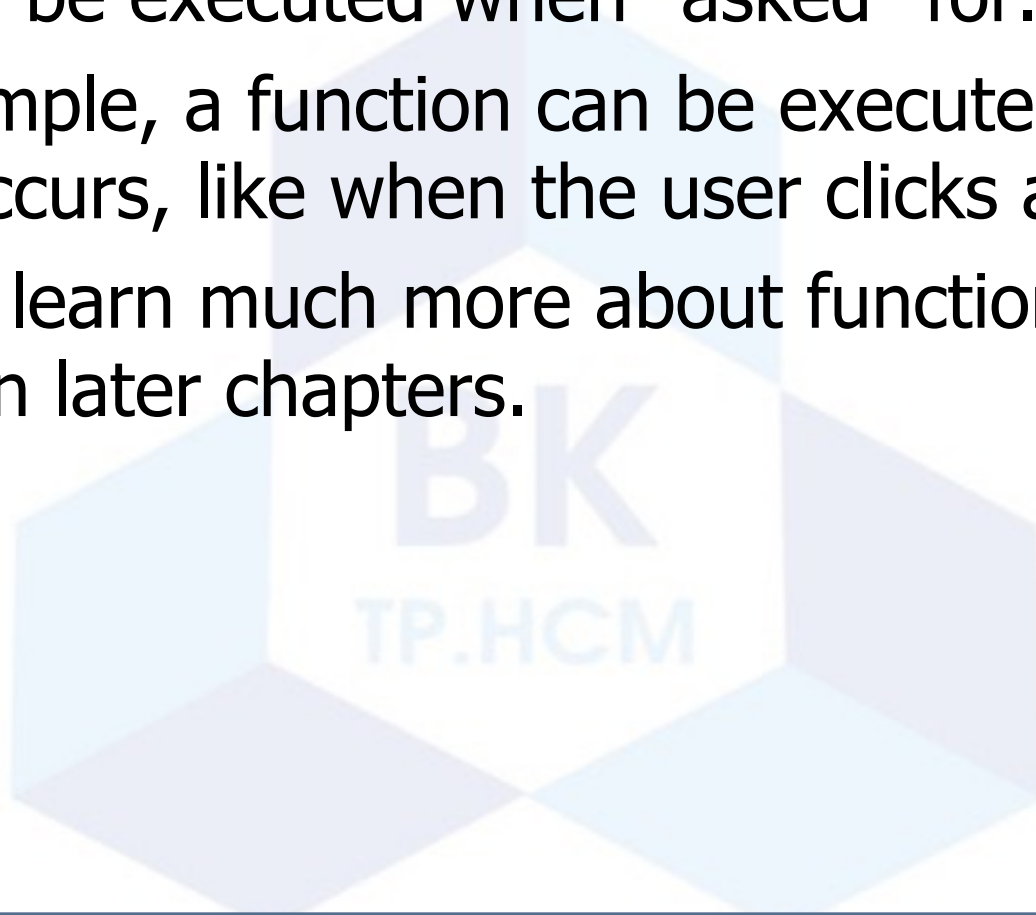 be executed when "asked" for.
mple, a function can be execute
ccurs, like when the user clicks a
learn much more about function
n later chapters.
BK
TP.HCM